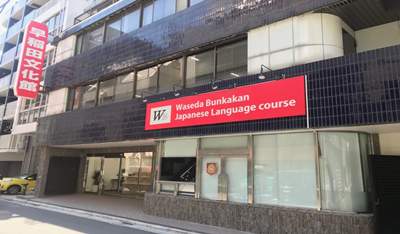 早稲田文化館
W
Waseda Bunkakan
Japanese Language course